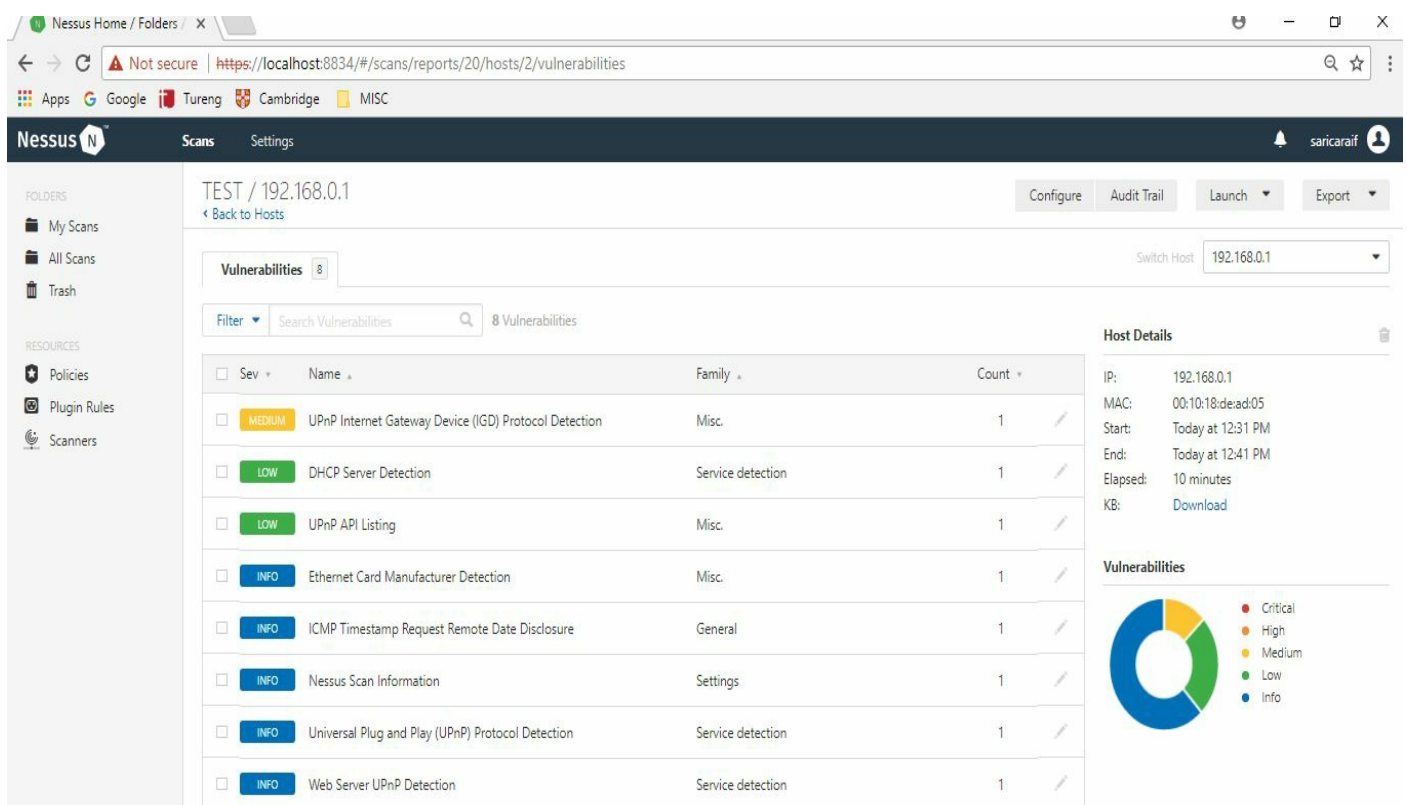 Nessus Home / Folders /
Not secure | https://localhost:8834/#/scans/reports/20/hosts/2/vulnerabilities
Apps Google Tureng Cambridge MISC
Nessus N Scans Settings saricaraif
FOLDERS
My Scans
All Scans
Trash
RESOURCES
Policies
Plugin Rules
Scanners
TEST / 192.168.0.1
‹ Back to Hosts
Configure Audit Trail Launch Export
Vulnerabilities 8
Switch Host 192.168.0.1
Filter Search Vulnerabilities 8 Vulnerabilities
Sev Name Family Count
MEDIUM UPnP Internet Gateway Device (IGD) Protocol Detection Misc. 1
LOW DHCP Server Detection Service detection 1
LOW UPnP API Listing Misc. 1
INFO Ethernet Card Manufacturer Detection Misc. 1
INFO ICMP Timestamp Request Remote Date Disclosure General 1
INFO Nessus Scan Information Settings 1
INFO Universal Plug and Play (UPnP) Protocol Detection Service detection 1
INFO Web Server UPnP Detection Service detection 1
Host Details
IP: 192.168.0.1
MAC: 00:10:18:de:ad:05
Start: Today at 12:31 PM
End: Today at 12:41 PM
Elapsed: 10 minutes
KB: Download
Vulnerabilities
Critical
High
Medium
Low
Info